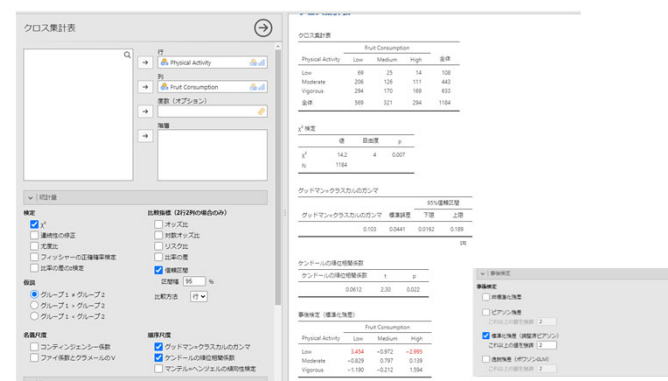 クロス集計表
行
Physical Activity
列
Fruit Consumption
度数（オプション）
階層
統計量
検定
χ²
連続性の修正
尤度比
フィッシャーの正確確率検定
比率の差のz検定
仮説
グループ1 ≠ グループ2
グループ1 > グループ2
グループ1 < グループ2
比較指標（2行2列の場合のみ）
オッズ比
対数オッズ比
リスク比
比率の差
信頼区間
区間幅 95 %
比較方法 行
名義尺度
コンティンジェンシー係数
ファイ係数とクラメールのV
順序尺度
グッドマン=クラスカルのガンマ
ケンドールの順位相関係数
マンテル=ヘンツェルの傾向性検定
クロス集計表
Fruit Consumption
Physical Activity Low Medium High 全体
Low 69 25 14 108
Moderate 206 126 111 443
Vigorous 294 170 169 633
全体 569 321 294 1184
χ² 検定
値 自由度 p
χ² 14.2 4 0.007
N 1184
グッドマン=クラスカルのガンマ
95%信頼区間
グッドマン=クラスカルのガンマ 標準誤差 下限 上限
0.103 0.0441 0.0162 0.189
ケンドールの順位相関係数
ケンドールの順位相関係数 t p
0.0612 2.30 0.022
事後検定（標準化残差）
Fruit Consumption
Physical Activity Low Medium High
Low 3.454 −0.972 −2.995
Moderate −0.829 0.797 0.139
Vigorous −1.190 −0.212 1.594
事後検定
事後検定
非標準化残差
ピアソン残差
これ以上の値を強調 2
標準化残差（調整済ピアソン）
これ以上の値を強調 2
逸脱残差（ポワソンGLM）
これ以上の値を強調 2